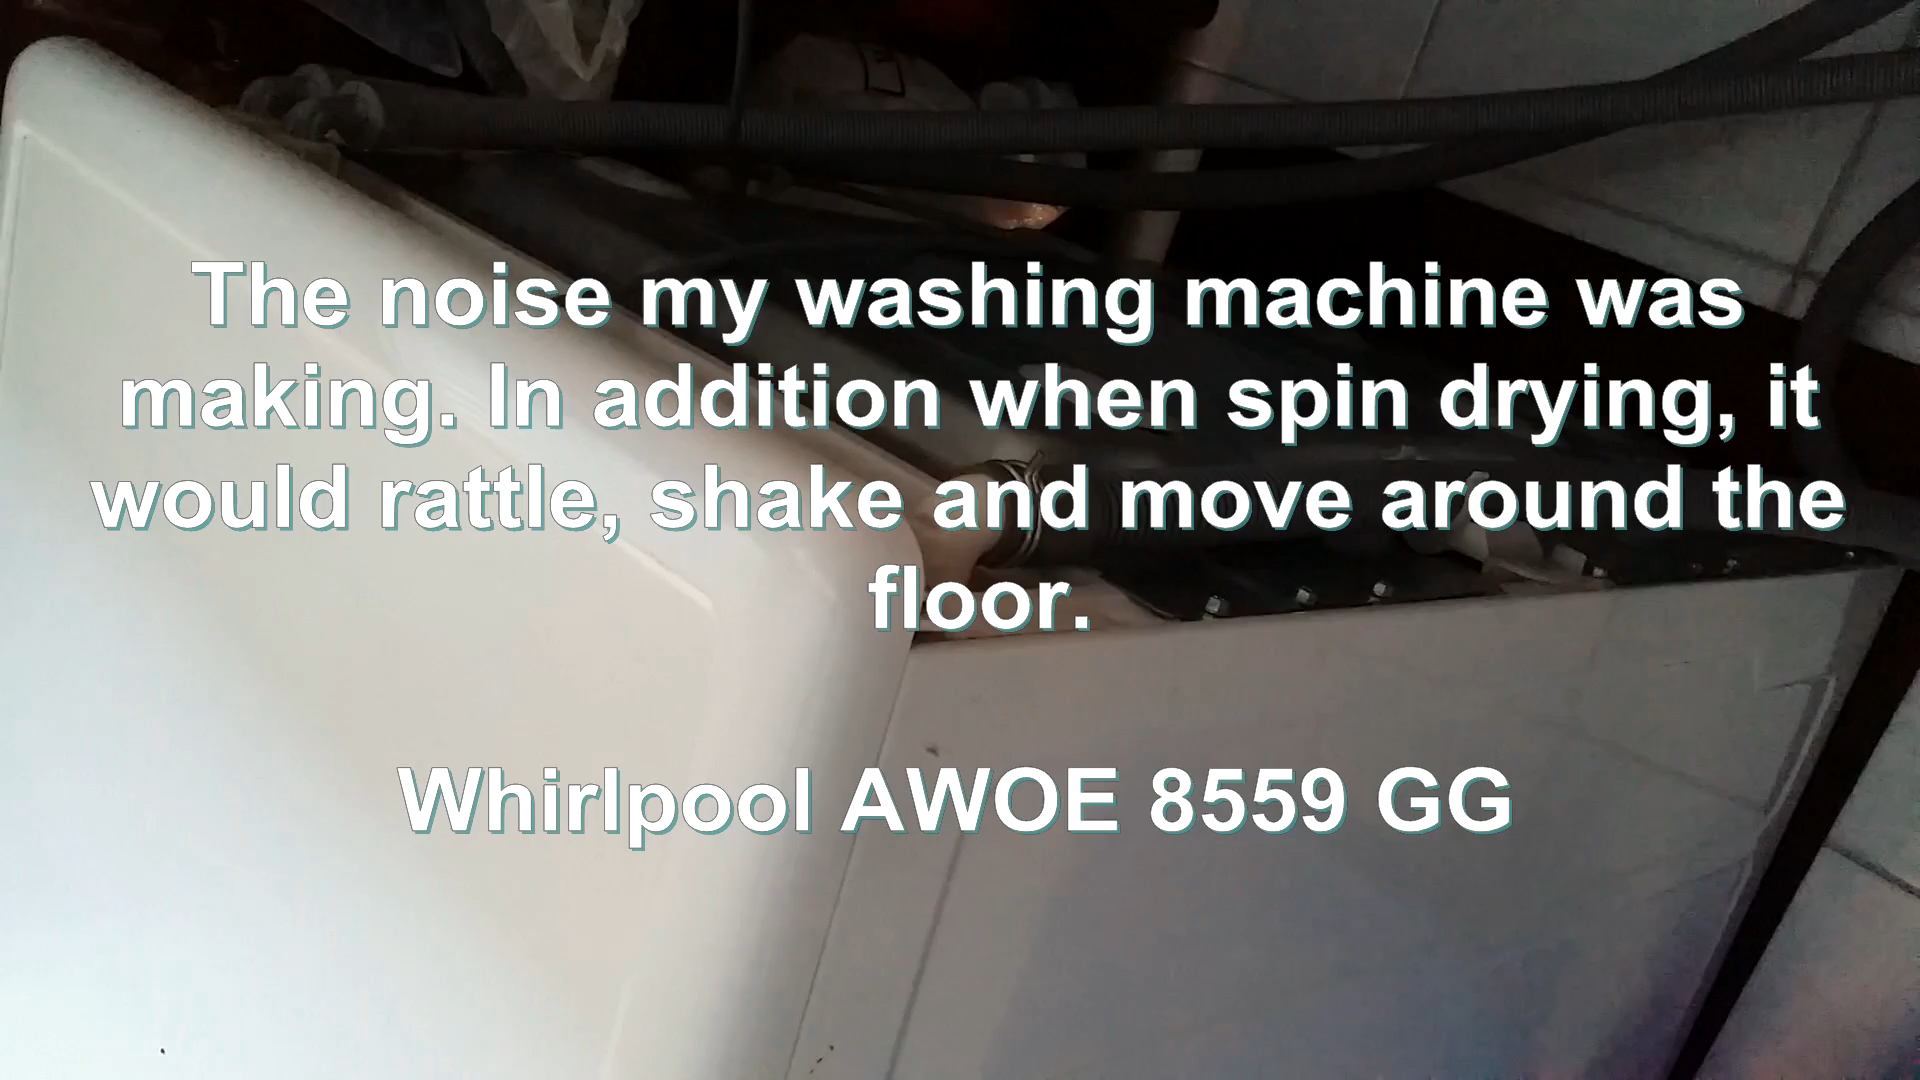 The noise my washing machine was
making. In addition when spin drying, it
would rattle, shake and move around the
floor.
Whirlpool AWOE 8559 GG